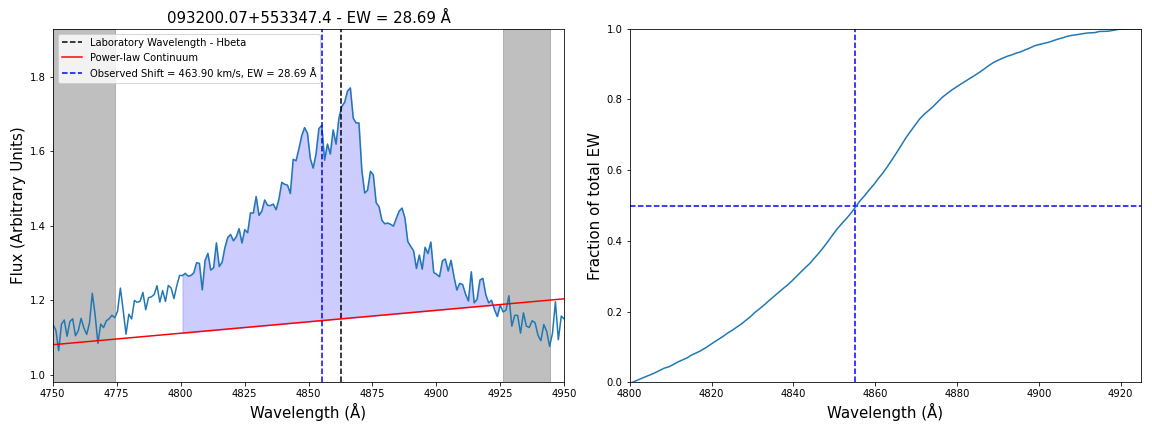 093200.07+553347.4 - EW = 28.69 Å
Laboratory Wavelength - Hbeta
Power-law Continuum
Observed Shift = 463.90 km/s, EW = 28.69 Å
Flux (Arbitrary Units)
1.8
1.6
1.4
1.2
1.0
4750 4775 4800 4825 4850 4875 4900 4925 4950
Wavelength (Å)
Fraction of total EW
1.0
0.8
0.6
0.4
0.2
0.0
4800 4820 4840 4860 4880 4900 4920
Wavelength (Å)